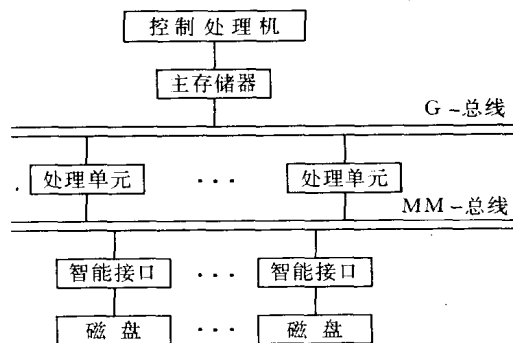 控制处理机
主存储器
G-总线
处理单元 ··· 处理单元
MM-总线
智能接口 ··· 智能接口
磁盘 ··· 磁盘